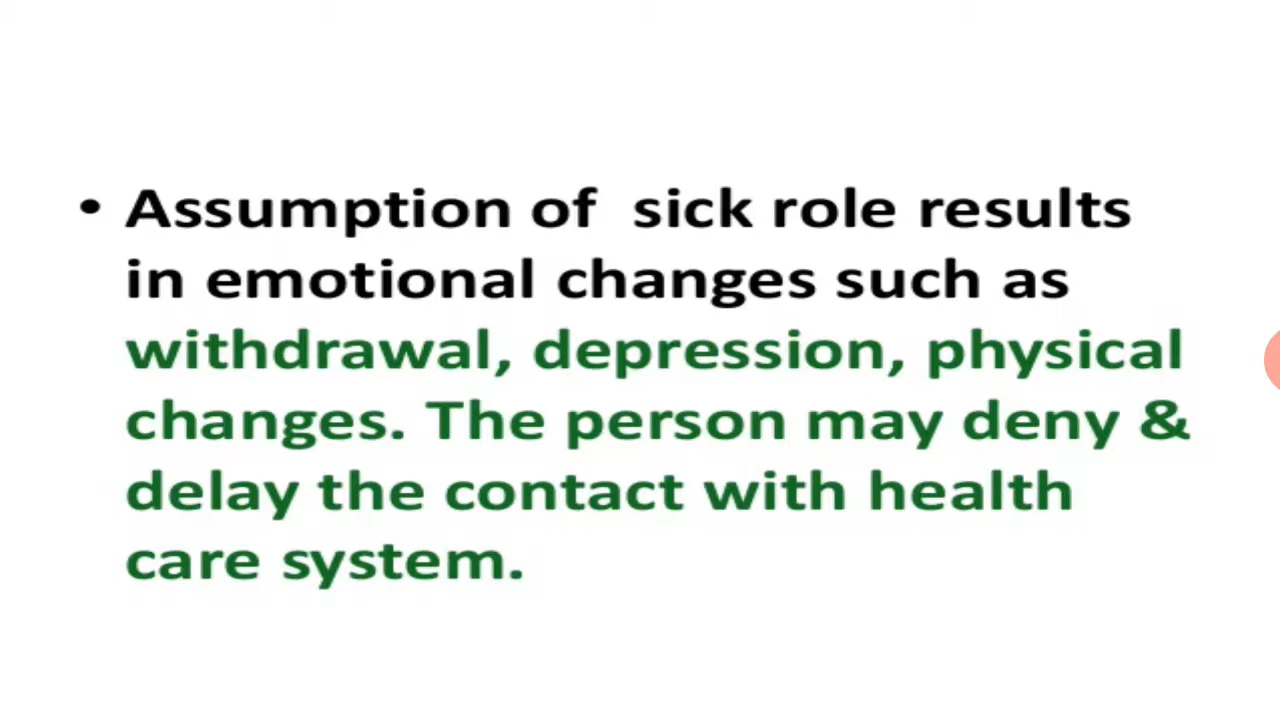 • Assumption of  sick role results
in emotional changes such as
withdrawal, depression, physical
changes. The person may deny &
delay the contact with health
care system.